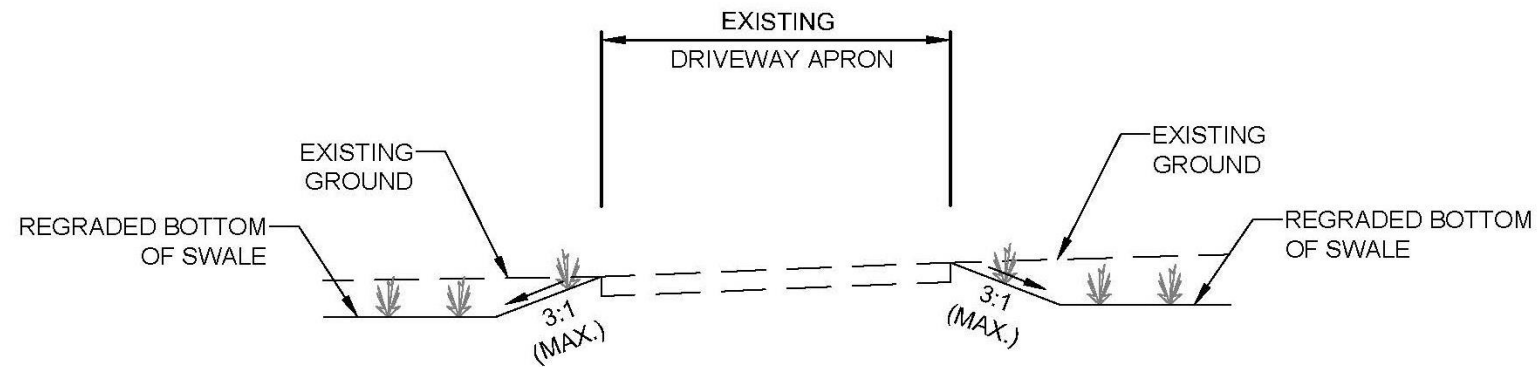 EXISTING
DRIVEWAY APRON
EXISTING
GROUND
REGRADED BOTTOM
OF SWALE
3:1
(MAX.)
EXISTING
GROUND
REGRADED BOTTOM
OF SWALE
3:1
(MAX.)